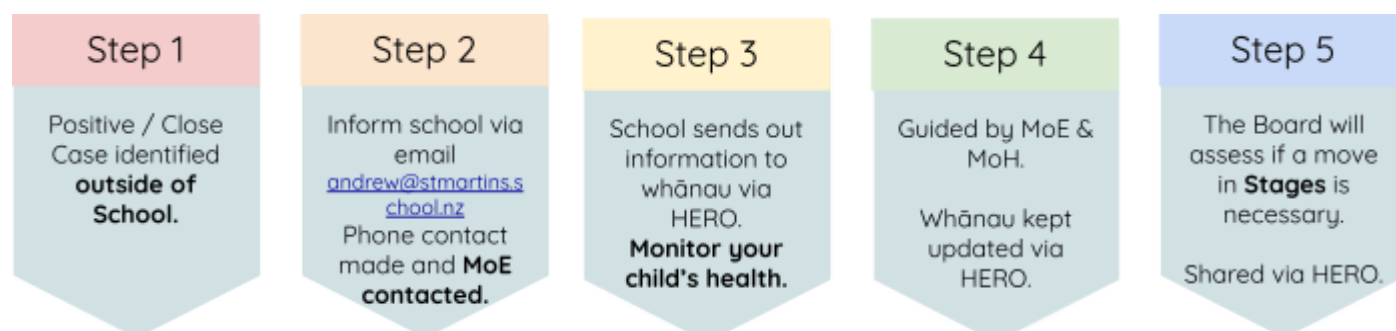 Step 1
Positive / Close
Case identified
outside of
School.
Step 2
Inform school via
email
andrew@stmartins.s
chool.nz
Phone contact
made and MoE
contacted.
Step 3
School sends out
information to
whānau via
HERO.
Monitor your
child's health.
Step 4
Guided by MoE &
MoH.
Whānau kept
updated via
HERO.
Step 5
The Board will
assess if a move
in Stages is
necessary.
Shared via HERO.